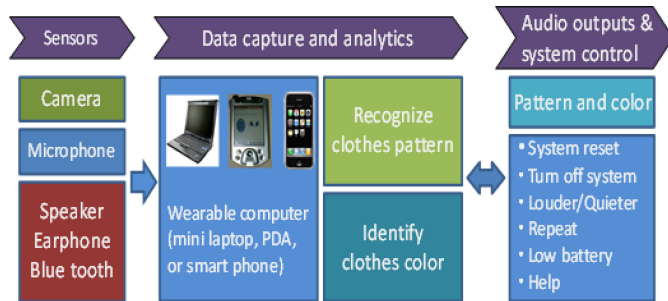 Sensors
Data capture and analytics
Audio outputs &
system control
Camera
Microphone
Speaker
Earphone
Blue tooth
Wearable computer
(mini laptop, PDA,
or smart phone)
Recognize
clothes pattern
Identify
clothes color
Pattern and color
• System reset
• Turn off system
• Louder/Quieter
• Repeat
• Low battery
• Help